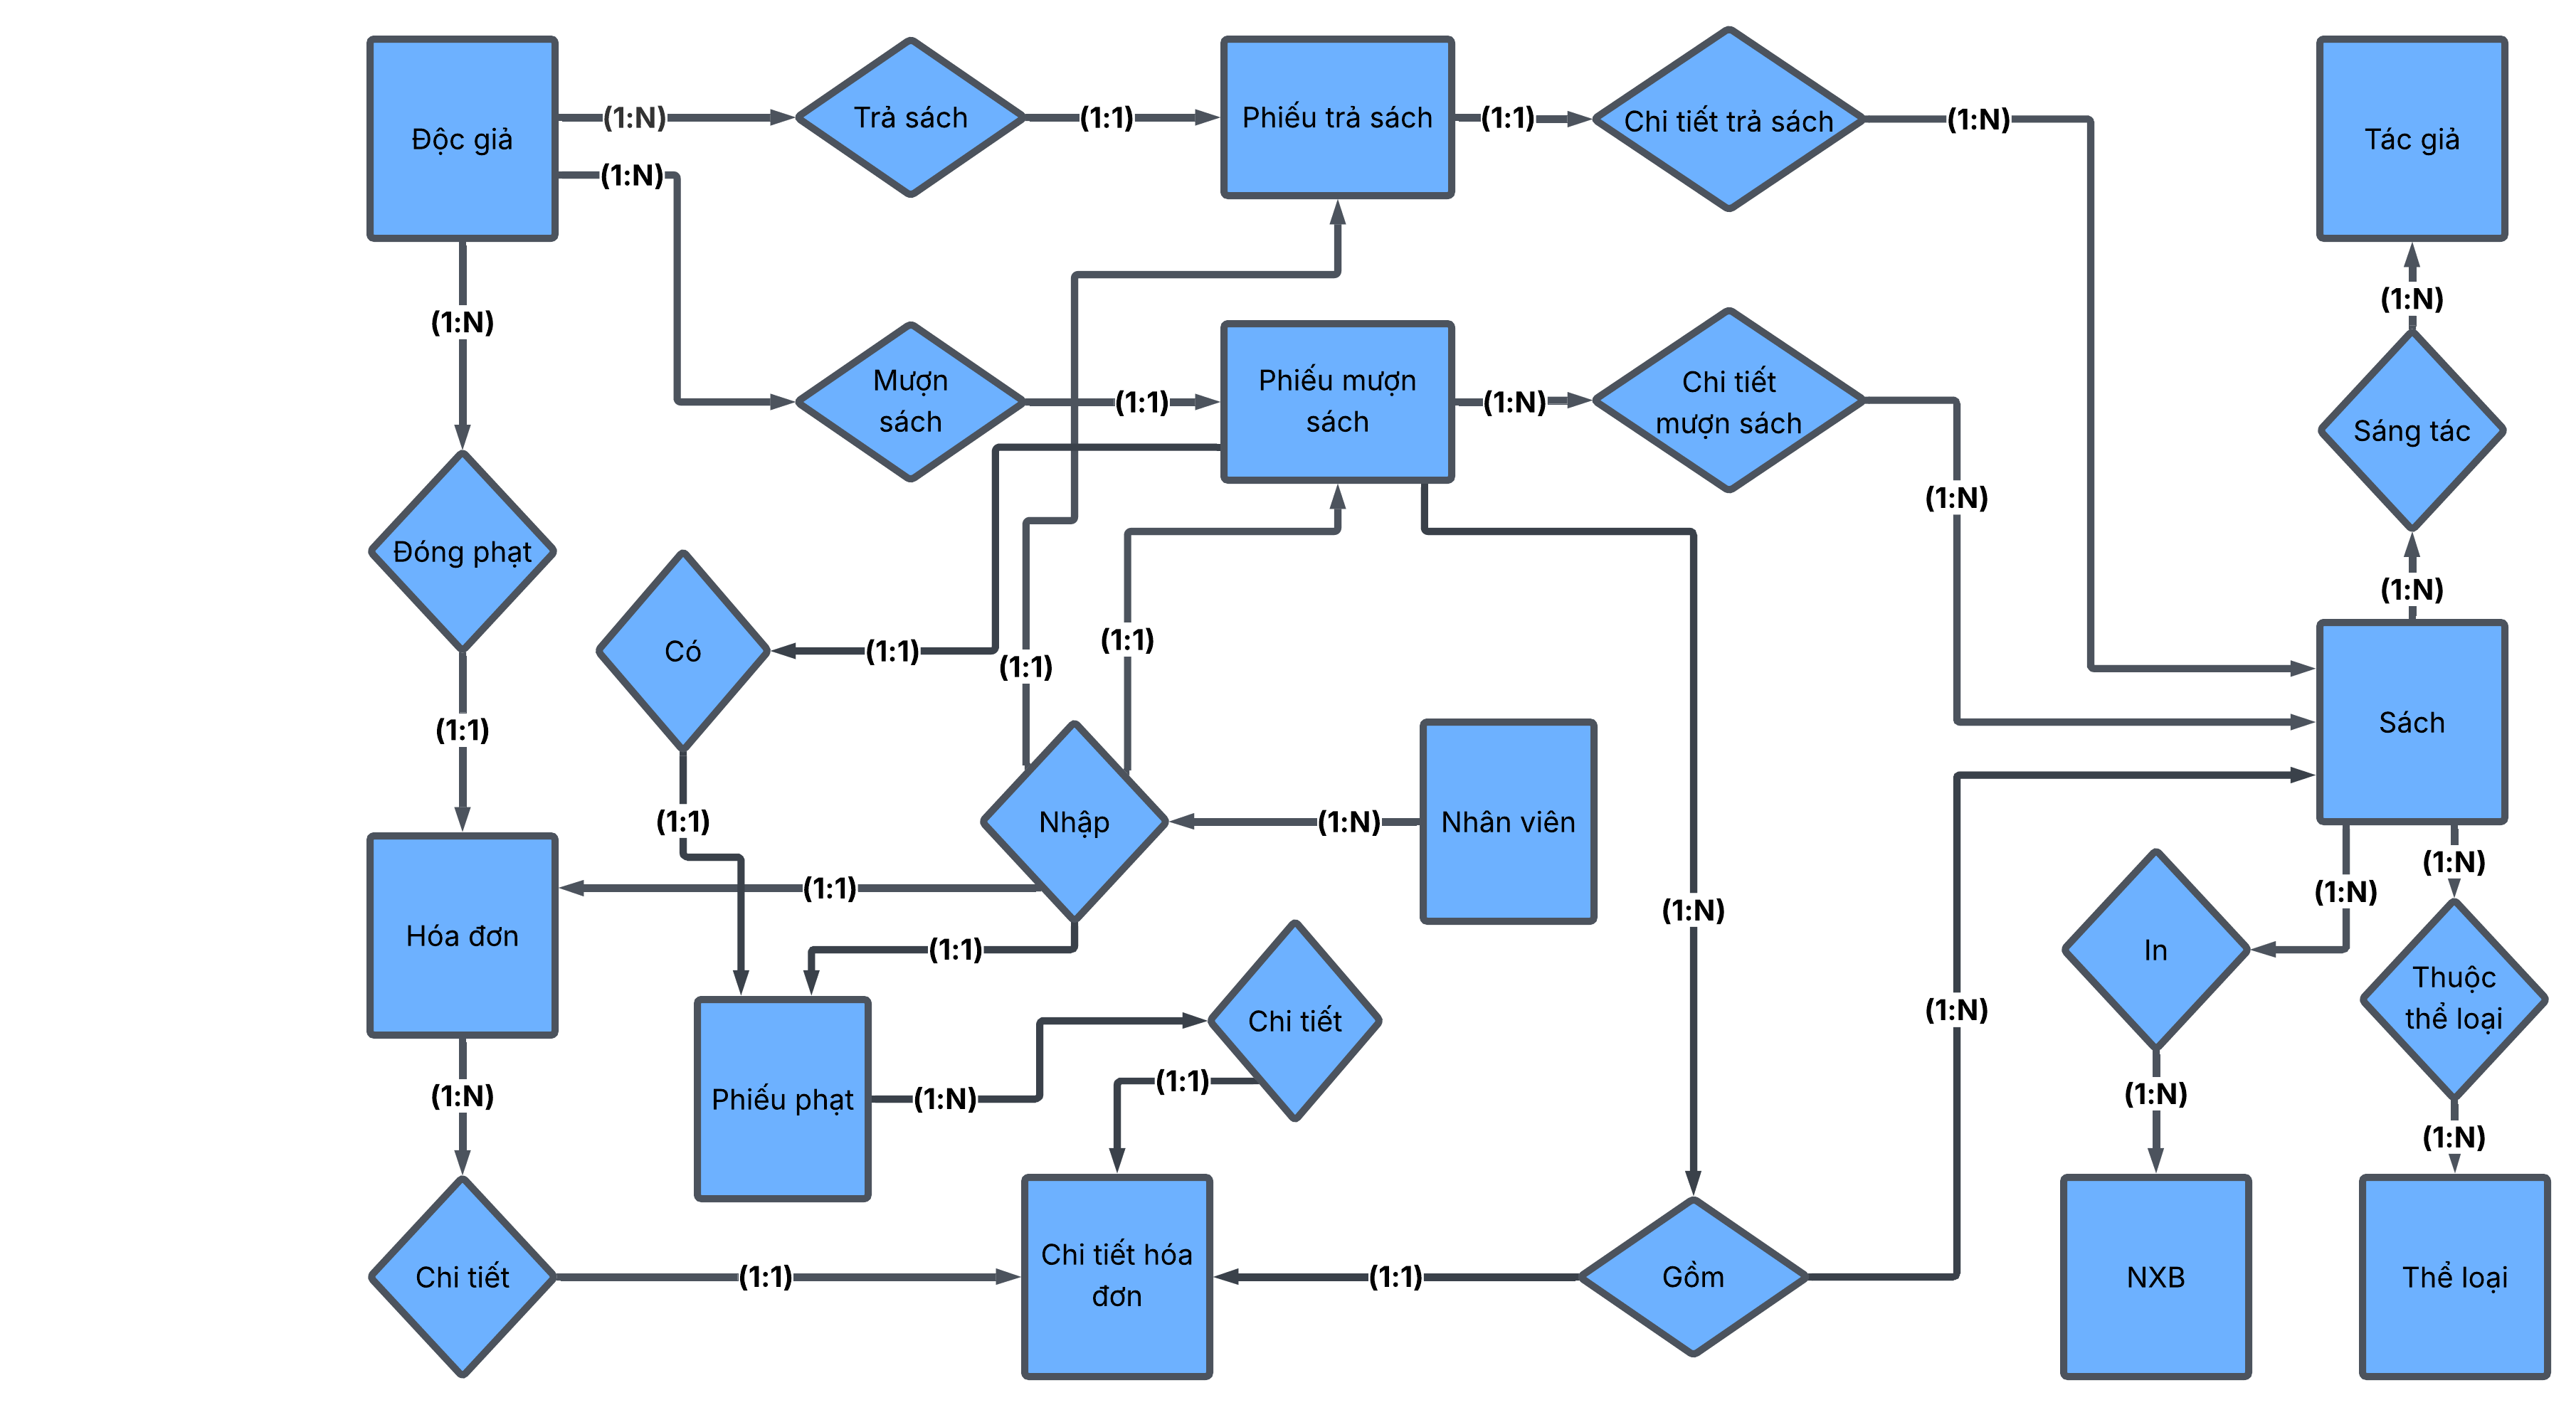 Độc giả
(1:N)
Trả sách
(1:1)
Phiếu trả sách
(1:1)
Chi tiết trả sách
(1:N)
Tác giả
(1:N)
(1:N)
(1:N)
Mượn
sách
(1:1)
Phiếu mượn
sách
(1:N)
Chi tiết
mượn sách
(1:N)
Sáng tác
(1:N)
Đóng phạt
Có
(1:1)
(1:1)
(1:1)
(1:1)
(1:1)
Nhập
(1:N)
Nhân viên
Sách
(1:N)
(1:N)
(1:1)
(1:N)
Hóa đơn
(1:1)
In
Thuộc
thể loại
(1:N)
Chi tiết
(1:N)
Phiếu phạt
(1:N)
(1:1)
(1:N)
(1:N)
Chi tiết
(1:1)
Chi tiết hóa
đơn
(1:1)
Gồm
NXB
Thể loại